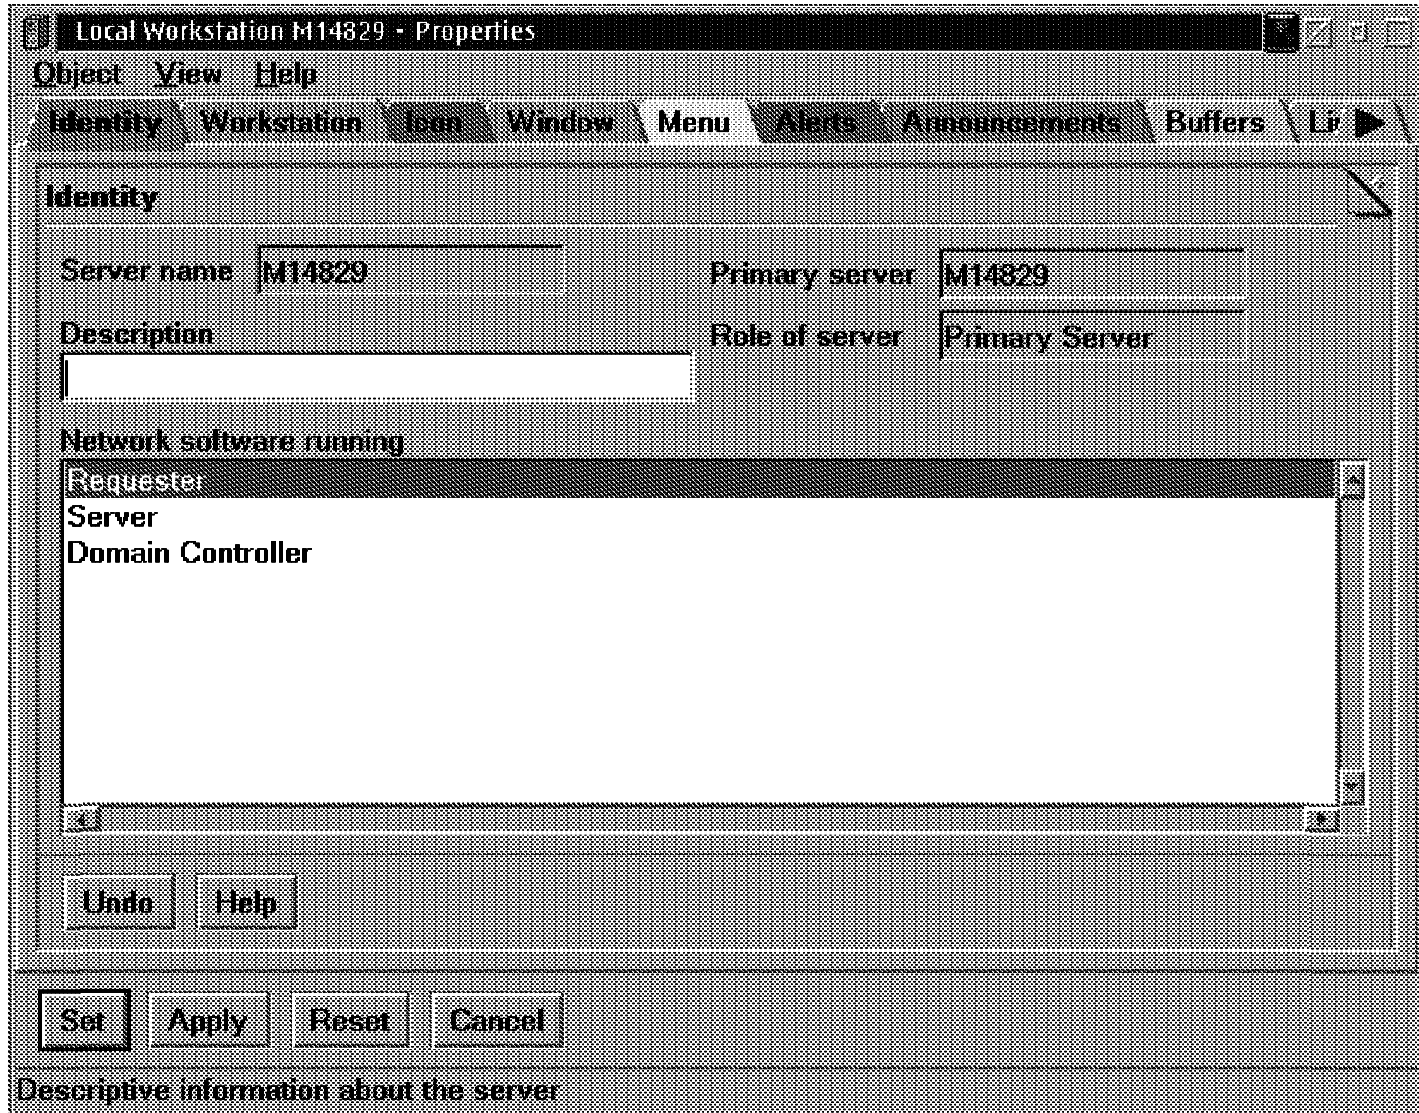 Local Workstation M14829 - Properties
Object View Help
Identity Workstation Icon Window Menu Alerts Announcements Buffers
Identity
Server name M14829 Primary server M14829
Description Role of server Primary Server
Network software running
Requester
Server
Domain Controller
Undo Help
Set Apply Reset Cancel
Descriptive information about the server